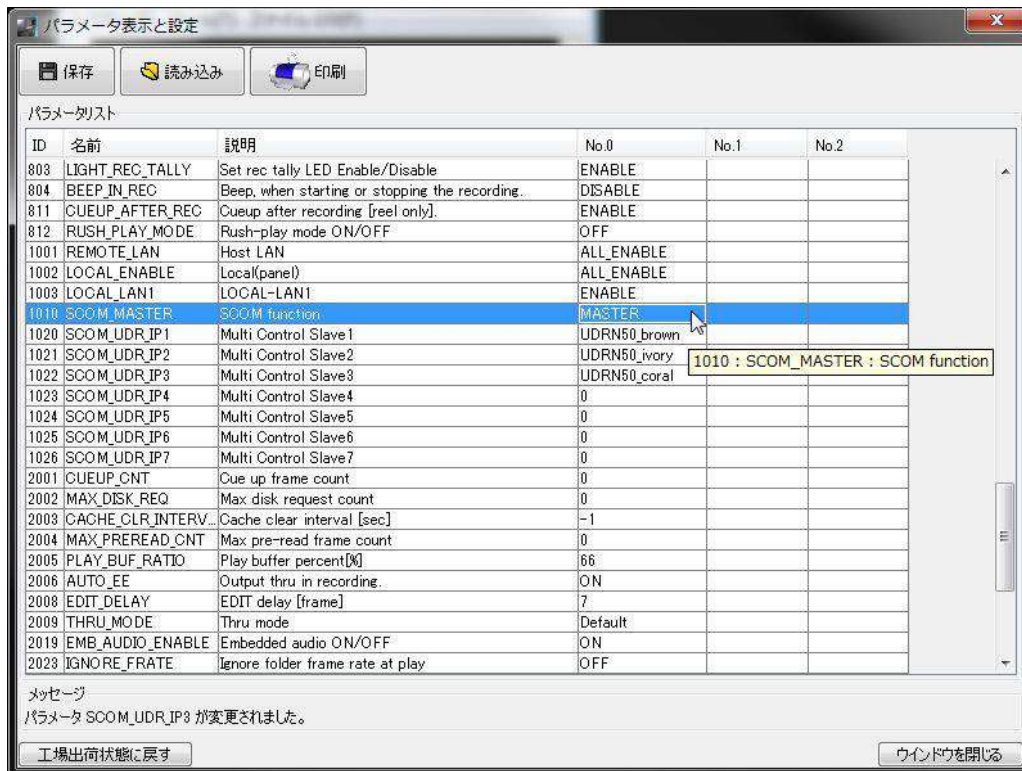 パラメータ表示と設定
保存 読み込み 印刷
パラメータリスト
ID 名前 説明 No.0 No.1 No.2
803 LIGHT_REC_TALLY Set rec tally LED Enable/Disable ENABLE
804 BEEP_IN_REC Beep, when starting or stopping the recording. DISABLE
811 CUEUP_AFTER_REC Cueup after recording [reel only]. ENABLE
812 RUSH_PLAY_MODE Rush-play mode ON/OFF OFF
1001 REMOTE_LAN Host LAN ALL_ENABLE
1002 LOCAL_ENABLE Local(panel) ALL_ENABLE
1003 LOCAL_LAN1 LOCAL-LAN1 ENABLE
1010 SCOM_MASTER SCOM function MASTER
1020 SCOM_UDR_IP1 Multi Control Slave1 UDRN50_brown
1021 SCOM_UDR_IP2 Multi Control Slave2 UDRN50_ivory
1010 : SCOM_MASTER : SCOM function
1022 SCOM_UDR_IP3 Multi Control Slave3 UDRN50_coral
1023 SCOM_UDR_IP4 Multi Control Slave4 0
1024 SCOM_UDR_IP5 Multi Control Slave5 0
1025 SCOM_UDR_IP6 Multi Control Slave6 0
1026 SCOM_UDR_IP7 Multi Control Slave7 0
2001 CUEUP_CNT Cue up frame count 0
2002 MAX_DISK_REQ Max disk request count 0
2003 CACHE_CLR_INTERV... Cache clear interval [sec] -1
2004 MAX_PREREAD_CNT Max pre-read frame count 0
2005 PLAY_BUF_RATIO Play buffer percent[%] 66
2006 AUTO_EE Output thru in recording. ON
2008 EDIT_DELAY EDIT delay [frame] 7
2009 THRU_MODE Thru mode Default
2019 EMB_AUDIO_ENABLE Embedded audio ON/OFF ON
2023 IGNORE_FRATE Ignore folder frame rate at play OFF
メッセージ
パラメータ SCOM_UDR_IP3 が変更されました。
工場出荷状態に戻す ウインドウを閉じる